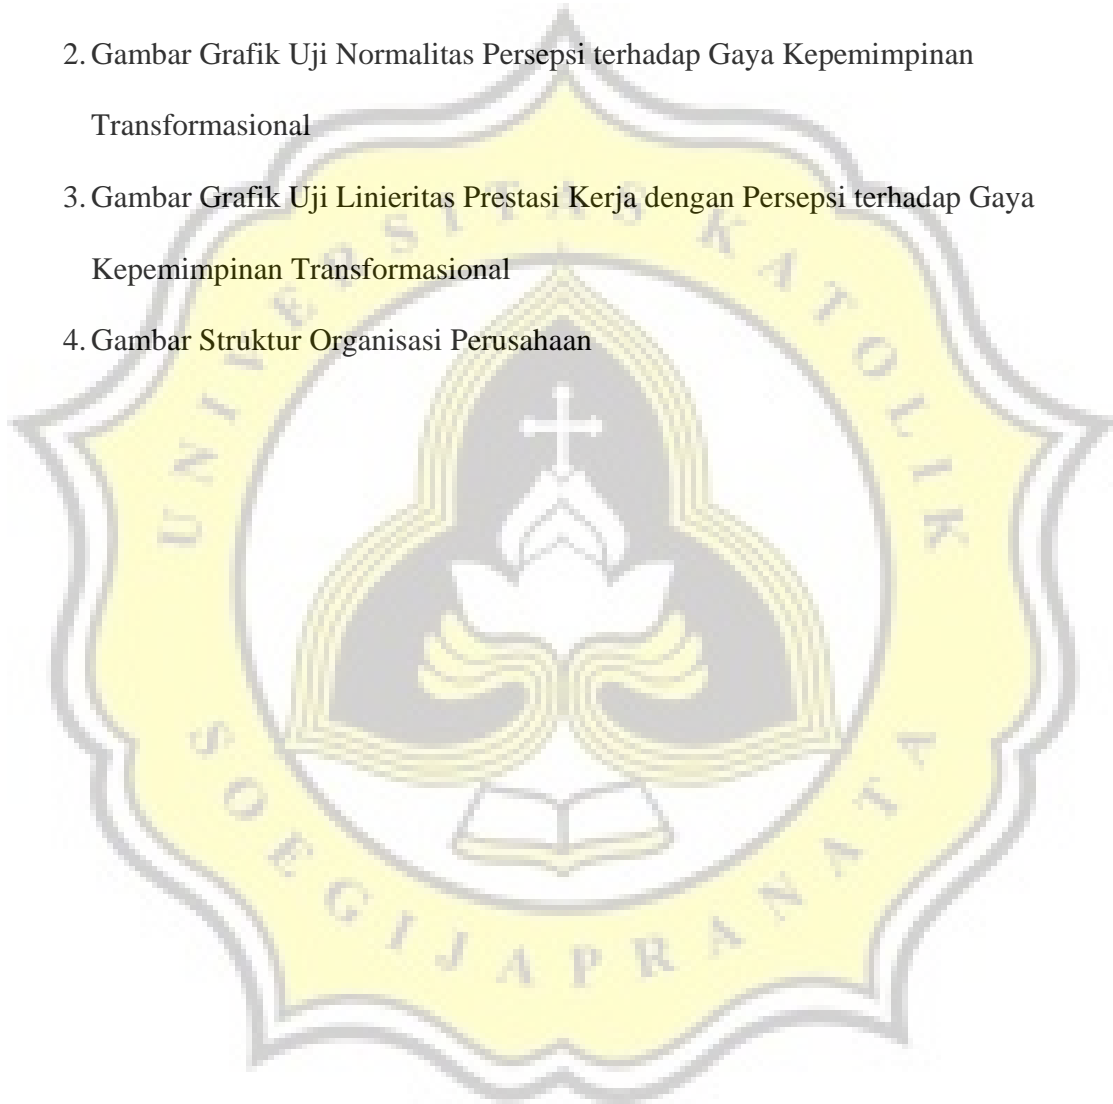 2. Gambar Grafik Uji Normalitas Persepsi terhadap Gaya Kepemimpinan
Transformasional
3. Gambar Grafik Uji Linieritas Prestasi Kerja dengan Persepsi terhadap Gaya
Kepemimpinan Transformasional
4. Gambar Struktur Organisasi Perusahaan
UNIVERSITAS KATOLIK
SOEGIJAPRANATA